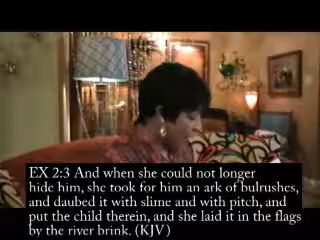 EX 2:3 And when she could not longer
hide him, she took for him an ark of bulrushes,
and daubed it with slime and with pitch, and
put the child therein, and she laid it in the flags
by the river brink. (KJV)